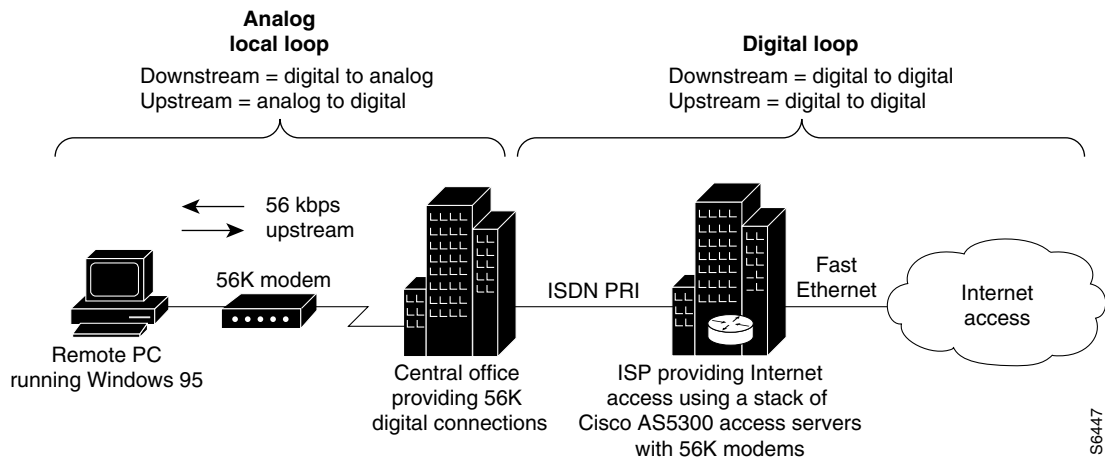 Analog
local loop
Downstream = digital to analog
Upstream = analog to digital
Digital loop
Downstream = digital to digital
Upstream = digital to digital
56 kbps
upstream
56K modem
Remote PC
running Windows 95
Central office
providing 56K
digital connections
ISDN PRI
ISP providing Internet
access using a stack of
Cisco AS5300 access servers
with 56K modems
Fast
Ethernet
Internet
access
S6447